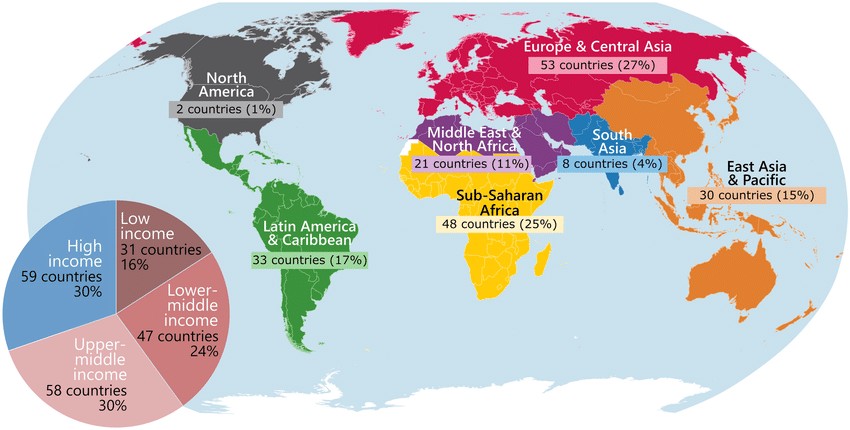 Europe & Central Asia
53 countries (27%)
North
America
2 countries (1%)
Middle East &
North Africa
21 countries (11%)
South
Asia
8 countries (4%)
East Asia
& Pacific
30 countries (15%)
Sub-Saharan
Africa
48 countries (25%)
Latin America
& Caribbean
33 countries (17%)
Low
income
31 countries
16%
High
income
59 countries
30%
Lower-
middle
income
47 countries
24%
Upper-
middle
income
58 countries
30%